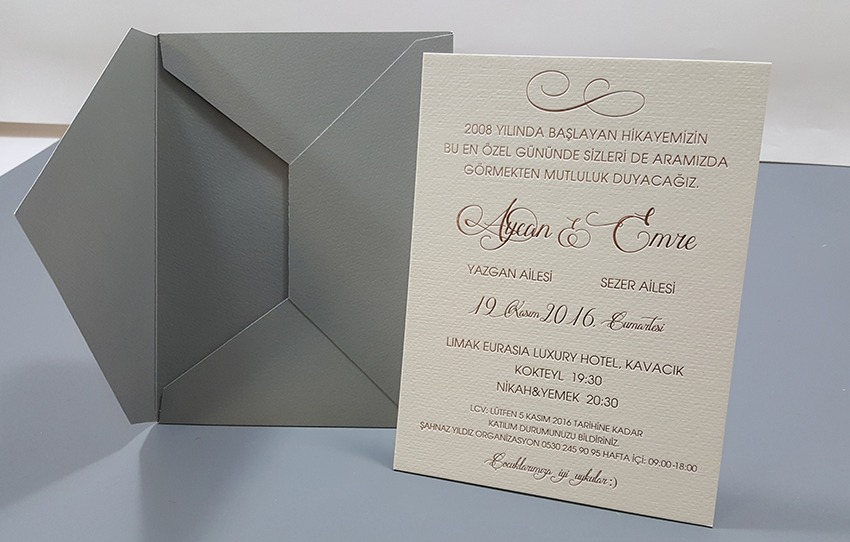 2008 YILINDA BAŞLAYAN HİKAYEMİZİN
BU EN ÖZEL GÜNÜNDE SİZLERİ DE ARAMIZDA
GÖRMEKTEN MUTLULUK DUYACAĞIZ.
Aycan & Emre
YAZGAN AİLESİ SEZER AİLESİ
19 Kasım 2016, Cumartesi
LIMAK EURASIA LUXURY HOTEL, KAVACIK
KOKTEYL 19:30
NİKAH&YEMEK 20:30
LCV: LÜTFEN 5 KASIM 2016 TARİHİNE KADAR
KATILIM DURUMUNUZU BİLDİRİNİZ.
ŞAHNAZ YILDIZ ORGANİZASYON 0530 245 90 95 HAFTA İÇİ: 09:00-18:00
Çocuklarımıza iyi uykular :)